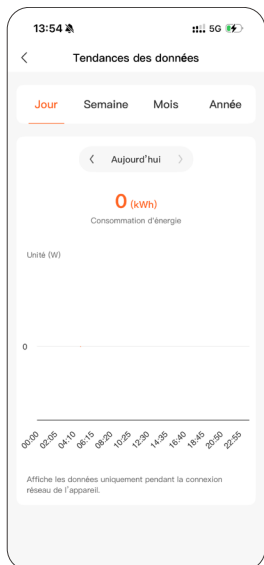 13:54 5G
Tendances des données
Jour Semaine Mois Année
Aujourd'hui
0 (kWh)
Consommation d'énergie
Unité (W)
0
00:00 02:05 04:10 06:15 08:20 10:25 12:30 14:35 16:40 18:45 20:50 22:55
Affiche les données uniquement pendant la connexion
réseau de l'appareil.